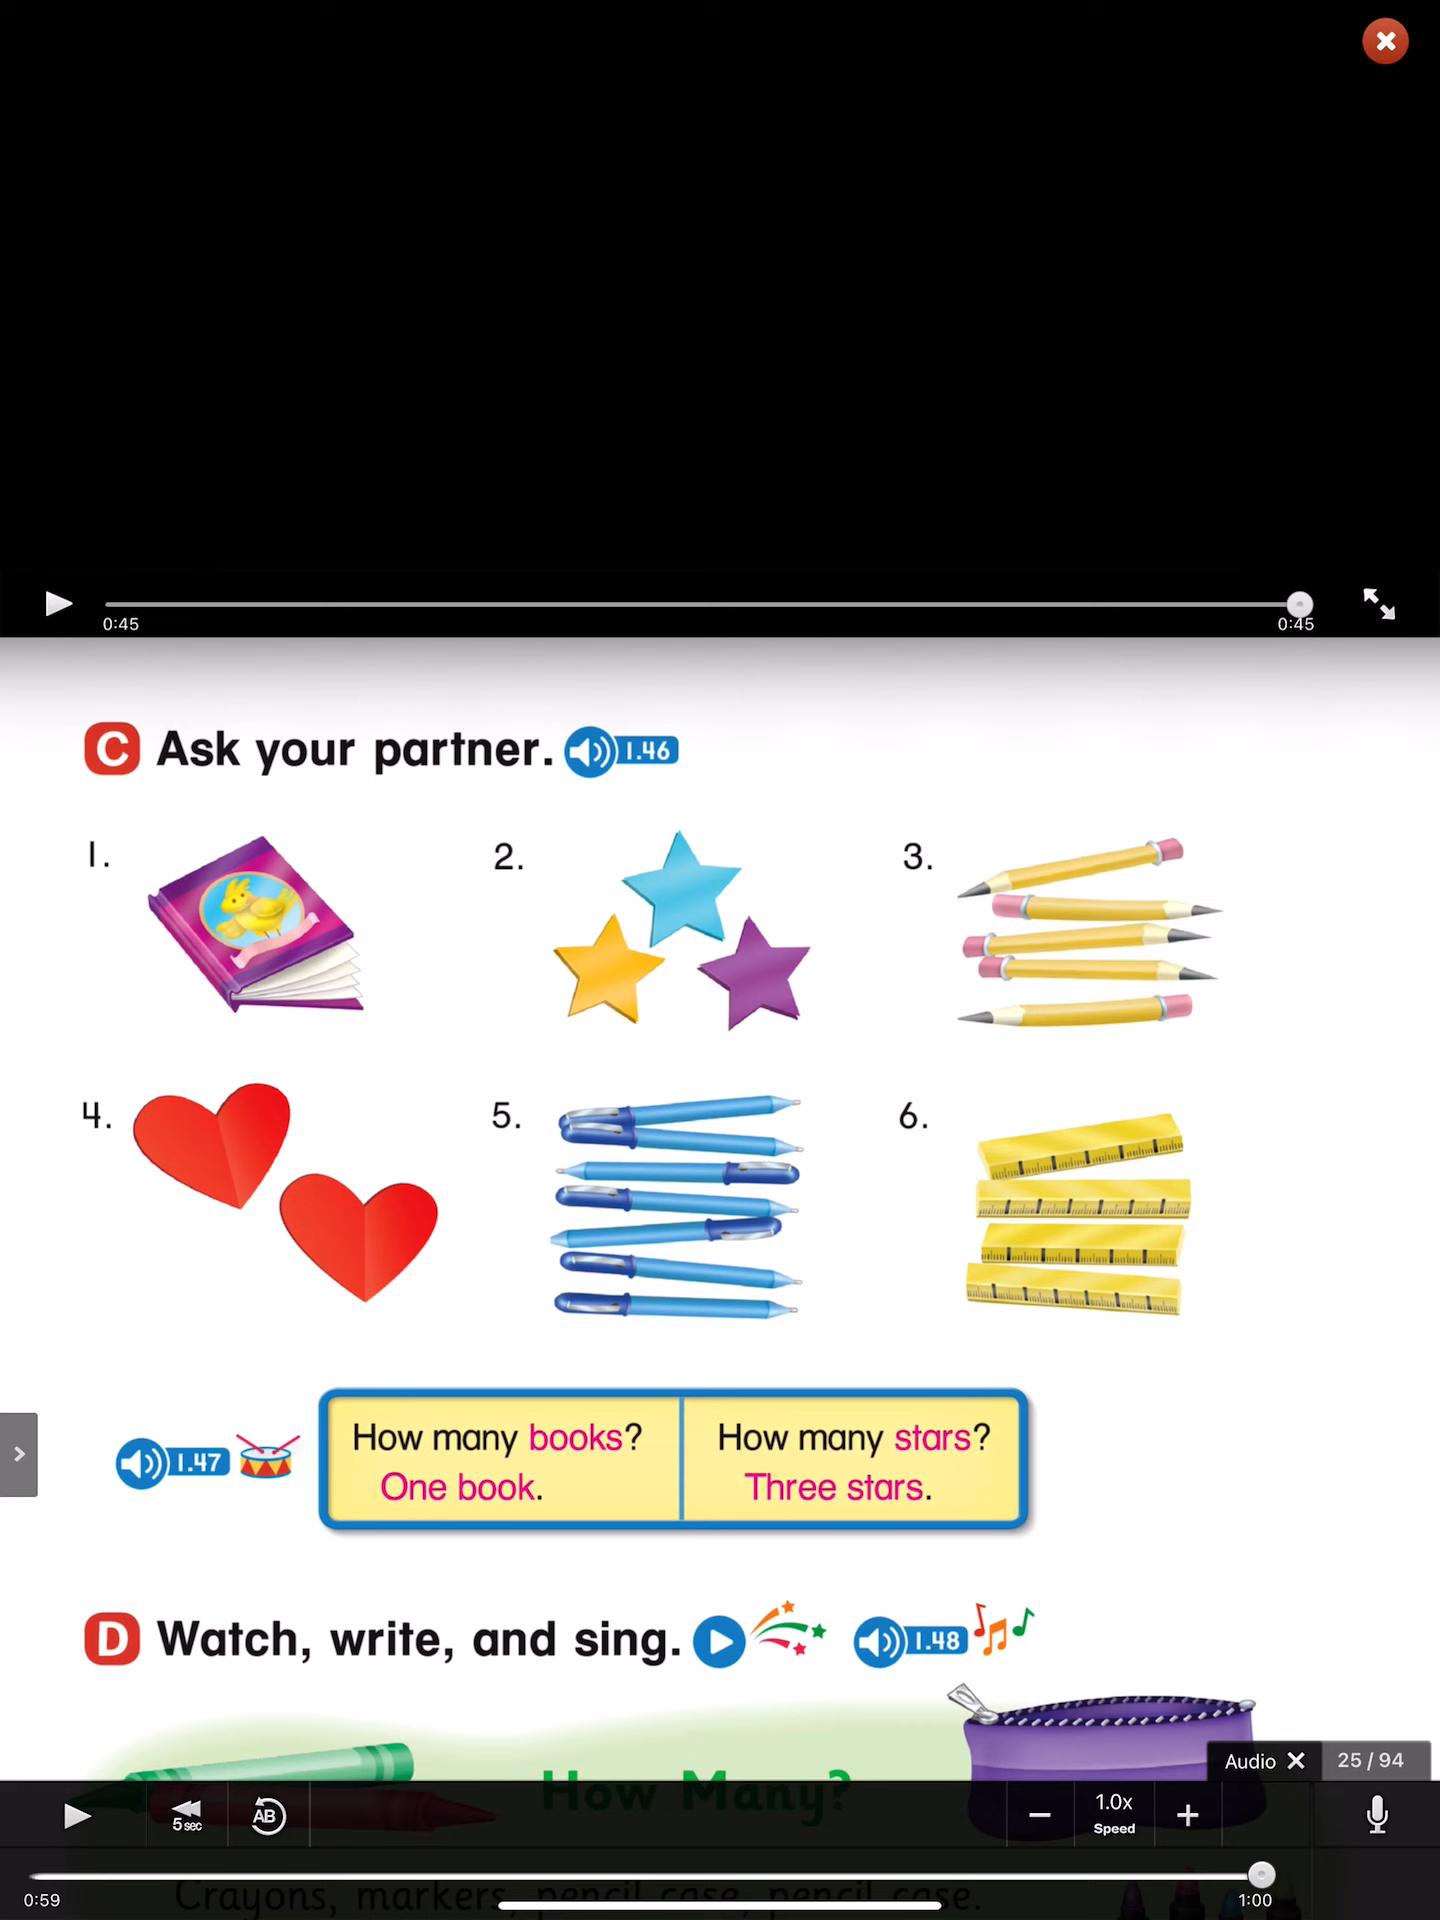 0:45
0:45
C Ask your partner. 1.46
1.
2.
3.
4.
5.
6.
1.47
How many books?
One book.
How many stars?
Three stars.
D Watch, write, and sing. 1.48
Audio
25 / 94
How Many?
5 sec
AB
1.0x
Speed
Crayons, markers, pencil case, pencil case.
0:59
1:00